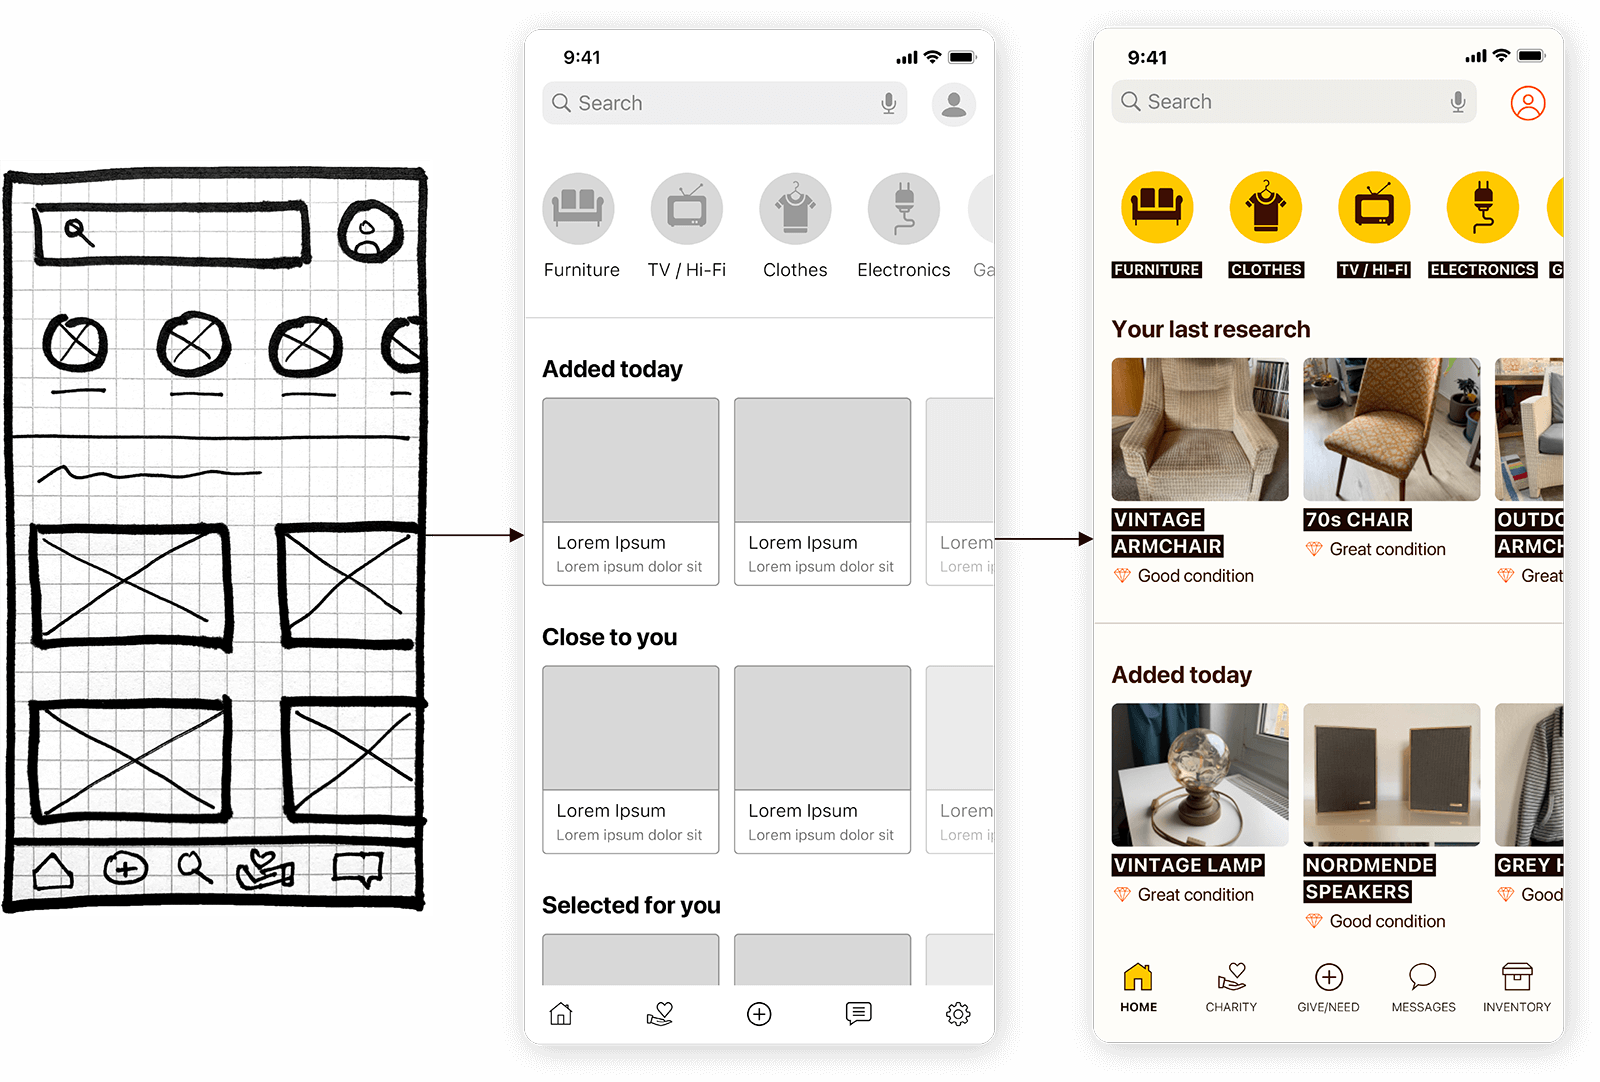 9:41
Search
Furniture
TV / Hi-Fi
Clothes
Electronics
Ga
Added today
Lorem Ipsum
Lorem ipsum dolor sit
Lorem Ipsum
Lorem ipsum dolor sit
Lorem
Lorem i
Close to you
Lorem Ipsum
Lorem ipsum dolor sit
Lorem Ipsum
Lorem ipsum dolor sit
Lorem
Lorem i
Selected for you
9:41
Search
FURNITURE
CLOTHES
TV / HI-FI
ELECTRONICS
G
Your last research
VINTAGE
ARMCHAIR
Good condition
70s CHAIR
Great condition
OUTDO
ARMCH
Great
Added today
VINTAGE LAMP
Great condition
NORDMENDE
SPEAKERS
Good condition
GREY H
Good
HOME
CHARITY
GIVE/NEED
MESSAGES
INVENTORY